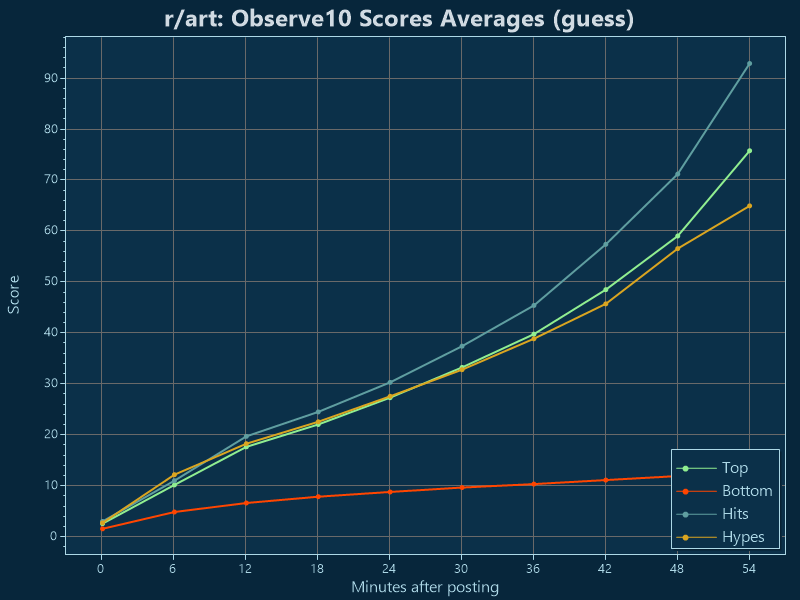 r/art: Observe10 Scores Averages (guess)
Score
90
80
70
60
50
40
30
20
10
0
Top
Bottom
Hits
Hypes
0 6 12 18 24 30 36 42 48 54
Minutes after posting